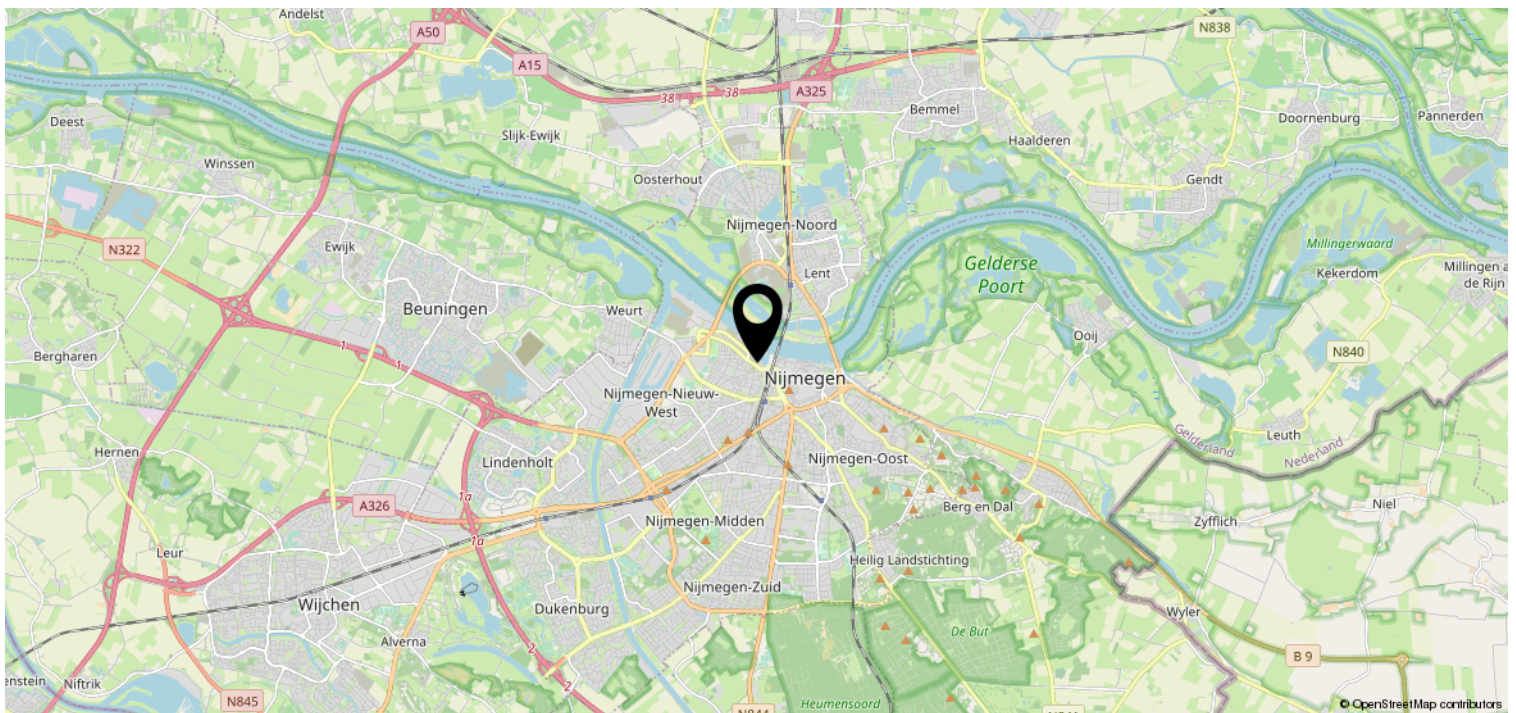 Andelst
A50
N838
A15
38
38
A325
Deest
Bemmel
Doornenburg
Pannerden
Slijk-Ewijk
Haalderen
Winssen
Oosterhout
Gendt
Nijmegen-Noord
N322
Ewijk
Gelderse
Poort
Millingerwaard
Lent
Kekerdom
Millingen a
de Rijn
Beuningen
Weurt
Ooij
1
1
Bergharen
N840
Nijmegen
Nijmegen-Nieuw-
West
Gelderland
Leuth
Nederland
Hernen
Lindenholt
Nijmegen-Oost
1a
A326
Berg en Dal
Niel
Nijmegen-Midden
Zyfflich
1a
Leur
Heilig Landstichting
Nijmegen-Zuid
Wijchen
Dukenburg
Wyler
De But
Alverna
2
B 9
enstein
Niftrik
2
N845
Heumensoord
N844
© OpenStreetMap contributors